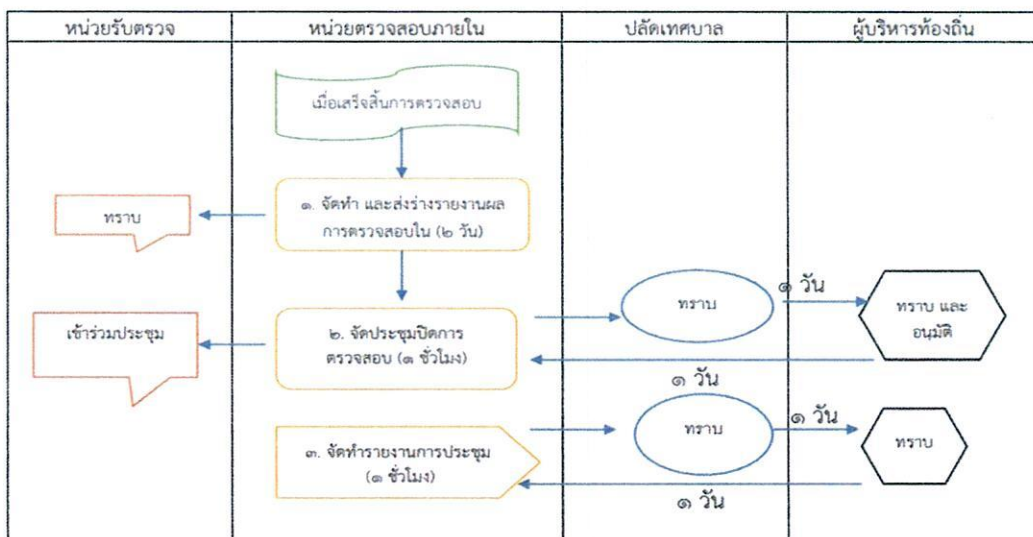 หน่วยรับตรวจ
หน่วยตรวจสอบภายใน
ปลัดเทศบาล
ผู้บริหารท้องถิ่น
เมื่อเสร็จสิ้นการตรวจสอบ
ทราบ
๑. จัดทำ และส่งร่างรายงานผล
การตรวจสอบใน (๒ วัน)
เข้าร่วมประชุม
๒. จัดประชุมปิดการ
ตรวจสอบ (๑ ชั่วโมง)
ทราบ
๑ วัน
ทราบ และ
อนุมัติ
๑ วัน
๓. จัดทำรายงานการประชุม
(๑ ชั่วโมง)
ทราบ
๑ วัน
ทราบ
๑ วัน